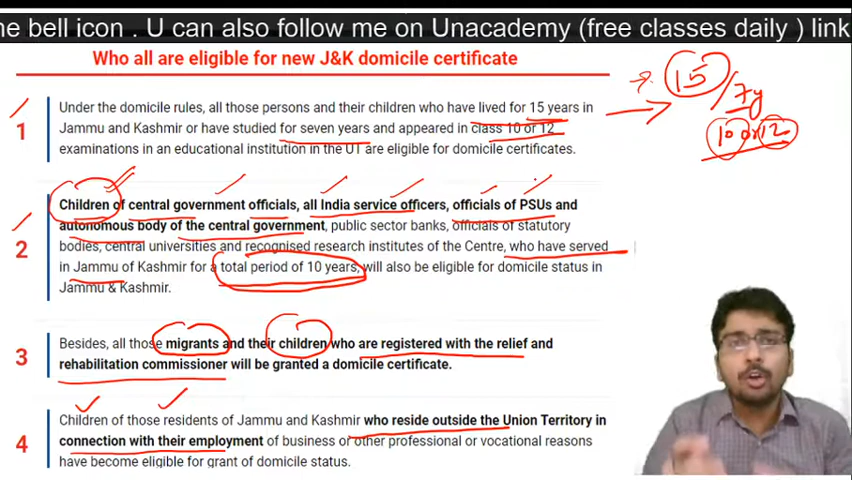 he bell icon . U can also follow me on Unacademy (free classes daily ) link
Who all are eligible for new J&K domicile certificate
15 / 7y
10 or 12
1
Under the domicile rules, all those persons and their children who have lived for 15 years in
Jammu and Kashmir or have studied for seven years and appeared in class 10 or 12
examinations in an educational institution in the UT are eligible for domicile certificates.
2
Children of central government officials, all India service officers, officials of PSUs and
autonomous body of the central government, public sector banks, officials of statutory
bodies, central universities and recognised research institutes of the Centre, who have served
in Jammu of Kashmir for a total period of 10 years, will also be eligible for domicile status in
Jammu & Kashmir.
3
Besides, all those migrants and their children who are registered with the relief and
rehabilitation commissioner will be granted a domicile certificate.
4
Children of those residents of Jammu and Kashmir who reside outside the Union Territory in
connection with their employment of business or other professional or vocational reasons
have become eligible for grant of domicile status.